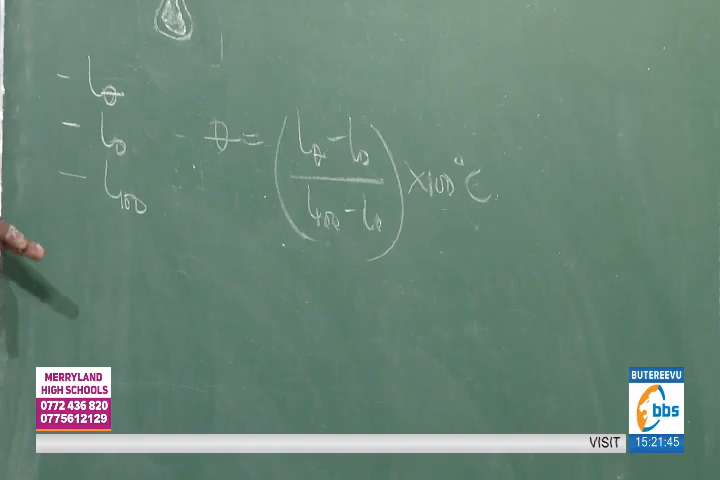 - Lθ
- L0
- L100
- θ = (Lθ - L0 / L100 - L0) × 100°C
MERRYLAND
HIGH SCHOOLS
0772 436 820
0775612129
BUTEREEVU
bbs
VISIT 15:21:45